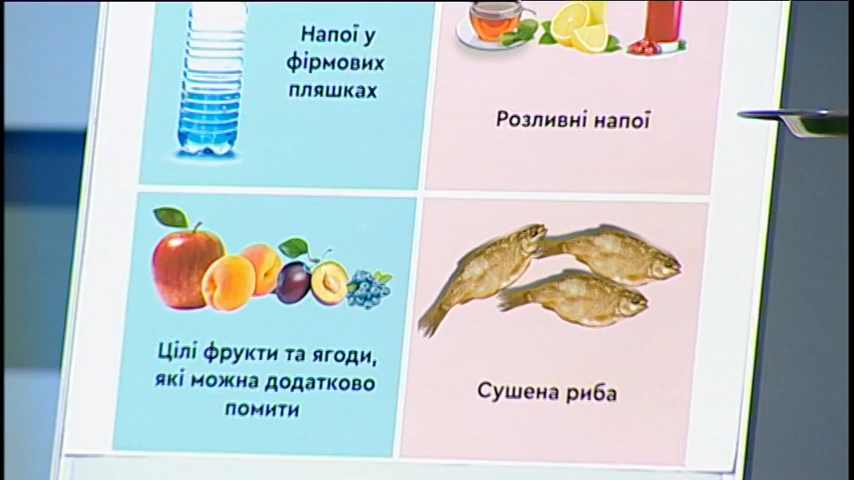 Напої у
фірмових
пляшках
Розливні напої
Цілі фрукти та ягоди,
які можна додатково
помити
Сушена риба